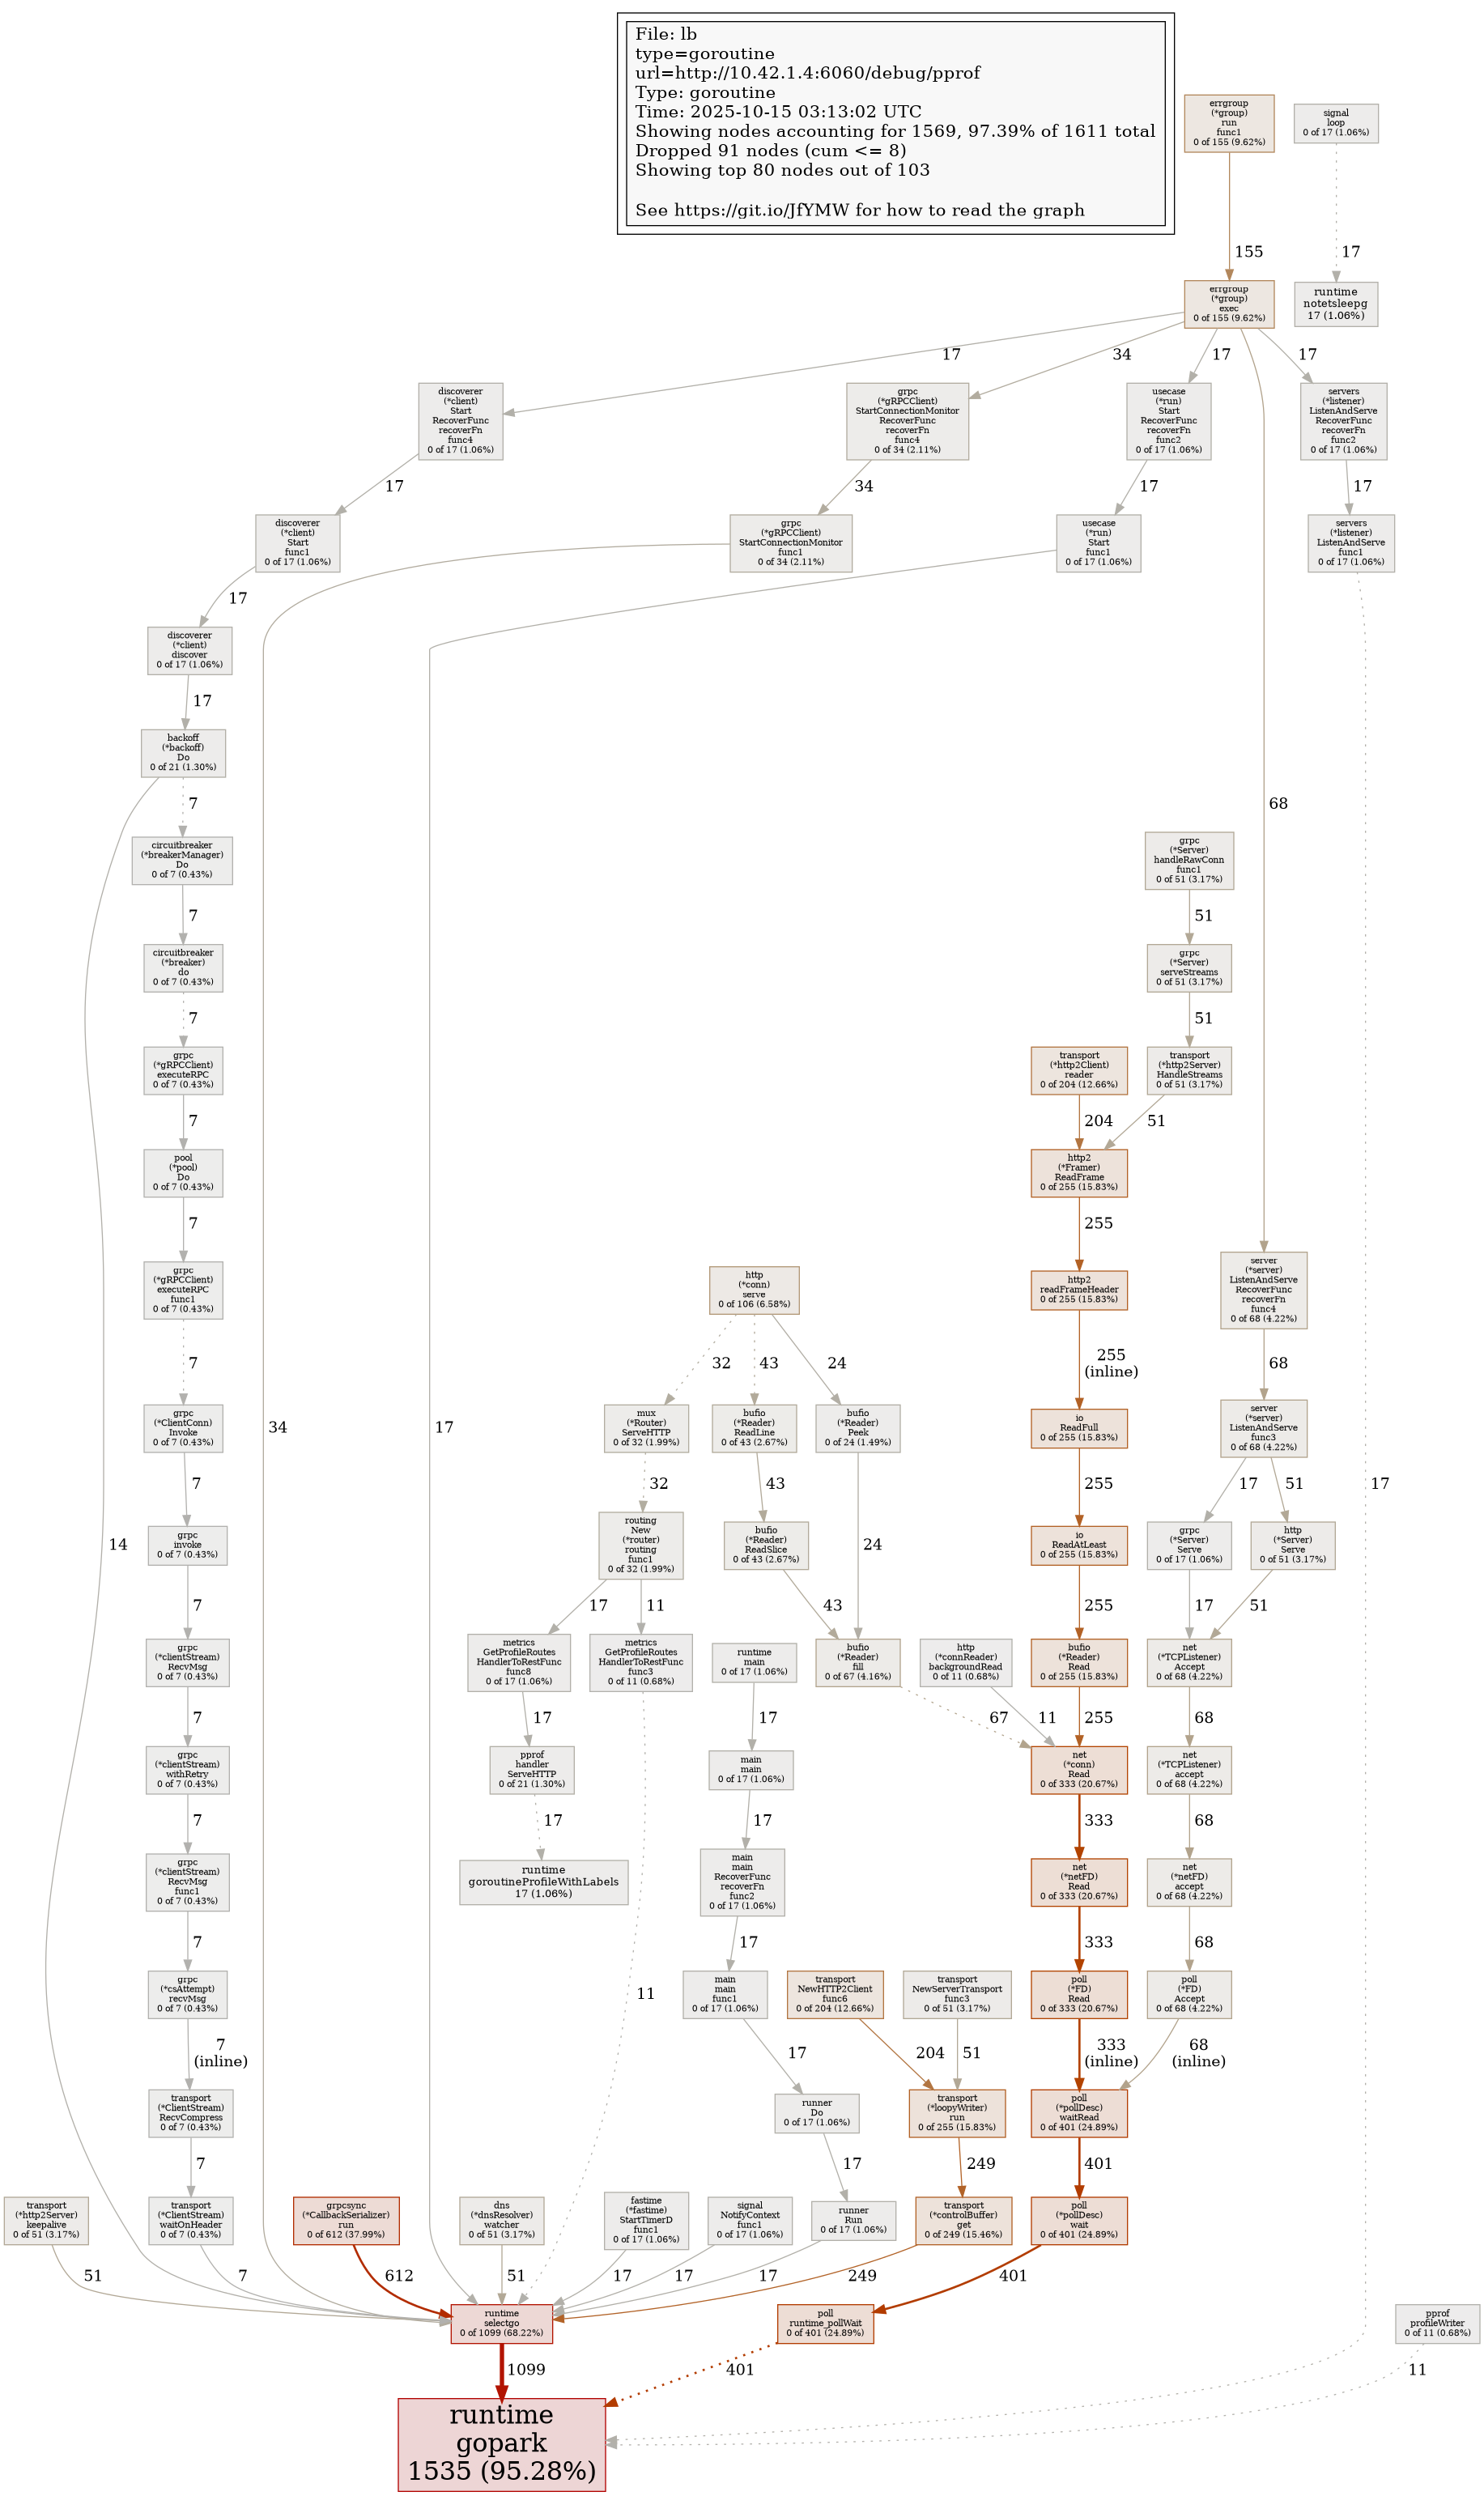 File: lb
type=goroutine
url=http://10.42.1.4:6060/debug/pprof
Type: goroutine
Time: 2025-10-15 03:13:02 UTC
Showing nodes accounting for 1569, 97.39% of 1611 total
Dropped 91 nodes (cum <= 8)
Showing top 80 nodes out of 103
See https://git.io/JfYMW for how to read the graph
errgroup
(*group)
run
func1
0 of 155 (9.62%)
signal
loop
0 of 17 (1.06%)
155
17
errgroup
(*group)
exec
0 of 155 (9.62%)
runtime
notetsleepg
17 (1.06%)
17
34
17
68
17
discoverer
(*client)
Start
RecoverFunc
recoverFn
func4
0 of 17 (1.06%)
grpc
(*gRPCClient)
StartConnectionMonitor
RecoverFunc
recoverFn
func4
0 of 34 (2.11%)
usecase
(*run)
Start
RecoverFunc
recoverFn
func2
0 of 17 (1.06%)
servers
(*listener)
ListenAndServe
RecoverFunc
recoverFn
func2
0 of 17 (1.06%)
17
34
17
17
discoverer
(*client)
Start
func1
0 of 17 (1.06%)
grpc
(*gRPCClient)
StartConnectionMonitor
func1
0 of 34 (2.11%)
usecase
(*run)
Start
func1
0 of 17 (1.06%)
servers
(*listener)
ListenAndServe
func1
0 of 17 (1.06%)
17
34
17
17
discoverer
(*client)
discover
0 of 17 (1.06%)
17
backoff
(*backoff)
Do
0 of 21 (1.30%)
14
7
circuitbreaker
(*breakerManager)
Do
0 of 7 (0.43%)
7
circuitbreaker
(*breaker)
do
0 of 7 (0.43%)
7
grpc
(*gRPCClient)
executeRPC
0 of 7 (0.43%)
7
pool
(*pool)
Do
0 of 7 (0.43%)
7
grpc
(*gRPCClient)
executeRPC
func1
0 of 7 (0.43%)
7
grpc
(*ClientConn)
Invoke
0 of 7 (0.43%)
7
grpc
invoke
0 of 7 (0.43%)
7
grpc
(*clientStream)
RecvMsg
0 of 7 (0.43%)
7
grpc
(*clientStream)
withRetry
0 of 7 (0.43%)
7
grpc
(*clientStream)
RecvMsg
func1
0 of 7 (0.43%)
7
grpc
(*csAttempt)
recvMsg
0 of 7 (0.43%)
7
(inline)
transport
(*ClientStream)
RecvCompress
0 of 7 (0.43%)
7
transport
(*ClientStream)
waitOnHeader
0 of 7 (0.43%)
7
grpc
(*Server)
handleRawConn
func1
0 of 51 (3.17%)
51
grpc
(*Server)
serveStreams
0 of 51 (3.17%)
51
transport
(*http2Client)
reader
0 of 204 (12.66%)
transport
(*http2Server)
HandleStreams
0 of 51 (3.17%)
204
51
http2
(*Framer)
ReadFrame
0 of 255 (15.83%)
255
http2
readFrameHeader
0 of 255 (15.83%)
255
(inline)
io
ReadFull
0 of 255 (15.83%)
255
io
ReadAtLeast
0 of 255 (15.83%)
255
bufio
(*Reader)
Read
0 of 255 (15.83%)
255
server
(*server)
ListenAndServe
RecoverFunc
recoverFn
func4
0 of 68 (4.22%)
68
server
(*server)
ListenAndServe
func3
0 of 68 (4.22%)
17
51
grpc
(*Server)
Serve
0 of 17 (1.06%)
http
(*Server)
Serve
0 of 51 (3.17%)
17
51
net
(*TCPListener)
Accept
0 of 68 (4.22%)
68
net
(*TCPListener)
accept
0 of 68 (4.22%)
68
net
(*netFD)
accept
0 of 68 (4.22%)
68
poll
(*FD)
Accept
0 of 68 (4.22%)
68
(inline)
http
(*conn)
serve
0 of 106 (6.58%)
32
43
24
mux
(*Router)
ServeHTTP
0 of 32 (1.99%)
bufio
(*Reader)
ReadLine
0 of 43 (2.67%)
bufio
(*Reader)
Peek
0 of 24 (1.49%)
32
43
24
routing
New
(*router)
routing
func1
0 of 32 (1.99%)
bufio
(*Reader)
ReadSlice
0 of 43 (2.67%)
17
11
43
metrics
GetProfileRoutes
HandlerToRestFunc
func8
0 of 17 (1.06%)
metrics
GetProfileRoutes
HandlerToRestFunc
func3
0 of 11 (0.68%)
runtime
main
0 of 17 (1.06%)
bufio
(*Reader)
fill
0 of 67 (4.16%)
http
(*connReader)
backgroundRead
0 of 11 (0.68%)
17
11
17
67
11
pprof
handler
ServeHTTP
0 of 21 (1.30%)
17
runtime
goroutineProfileWithLabels
17 (1.06%)
main
main
0 of 17 (1.06%)
17
main
main
RecoverFunc
recoverFn
func2
0 of 17 (1.06%)
17
main
main
func1
0 of 17 (1.06%)
17
runner
Do
0 of 17 (1.06%)
17
runner
Run
0 of 17 (1.06%)
17
net
(*conn)
Read
0 of 333 (20.67%)
333
net
(*netFD)
Read
0 of 333 (20.67%)
333
poll
(*FD)
Read
0 of 333 (20.67%)
333
(inline)
poll
(*pollDesc)
waitRead
0 of 401 (24.89%)
401
poll
(*pollDesc)
wait
0 of 401 (24.89%)
401
transport
NewHTTP2Client
func6
0 of 204 (12.66%)
transport
NewServerTransport
func3
0 of 51 (3.17%)
204
51
transport
(*loopyWriter)
run
0 of 255 (15.83%)
249
transport
(*controlBuffer)
get
0 of 249 (15.46%)
249
transport
(*http2Server)
keepalive
0 of 51 (3.17%)
51
grpcsync
(*CallbackSerializer)
run
0 of 612 (37.99%)
612
dns
(*dnsResolver)
watcher
0 of 51 (3.17%)
51
fastime
(*fastime)
StartTimerD
func1
0 of 17 (1.06%)
17
signal
NotifyContext
func1
0 of 17 (1.06%)
17
runtime
selectgo
0 of 1099 (68.22%)
1099
poll
runtime_pollWait
0 of 401 (24.89%)
401
pprof
profileWriter
0 of 11 (0.68%)
11
runtime
gopark
1535 (95.28%)